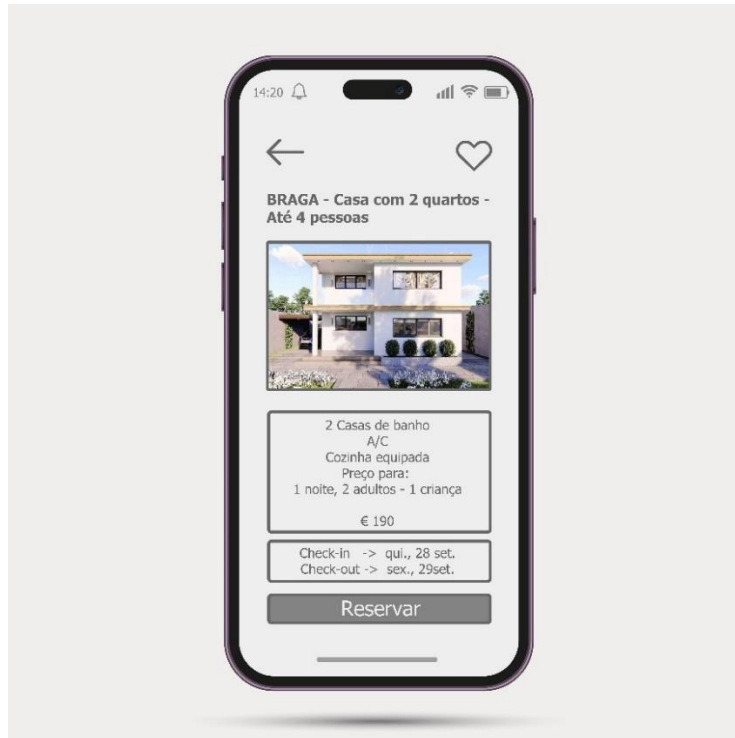 14:20
BRAGA - Casa com 2 quartos -
Até 4 pessoas
2 Casas de banho
A/C
Cozinha equipada
Preço para:
1 noite, 2 adultos - 1 criança
€ 190
Check-in -> qui., 28 set.
Check-out -> sex., 29set.
Reservar